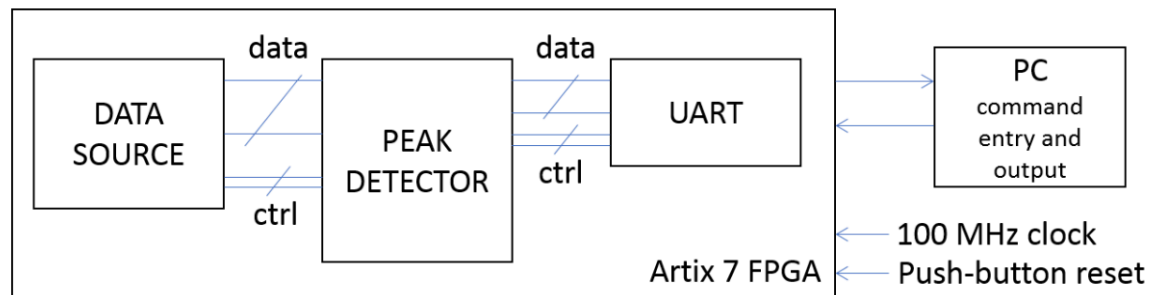 data
data
DATA
SOURCE
PEAK
DETECTOR
UART
ctrl
ctrl
PC
command
entry and
output
100 MHz clock
Artix 7 FPGA
Push-button reset